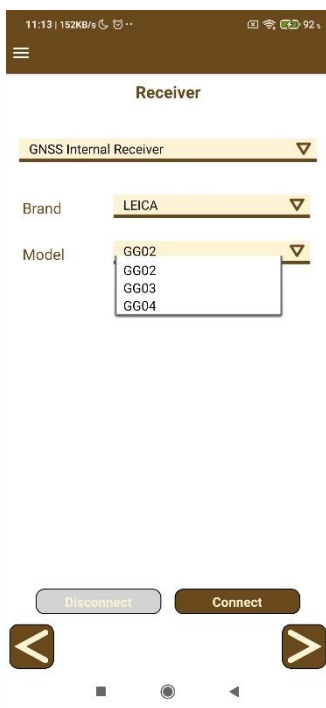 11:13 | 152KB/s
92
Receiver
GNSS Internal Receiver
Brand LEICA
Model GG02
GG02
GG03
GG04
Disconnect Connect